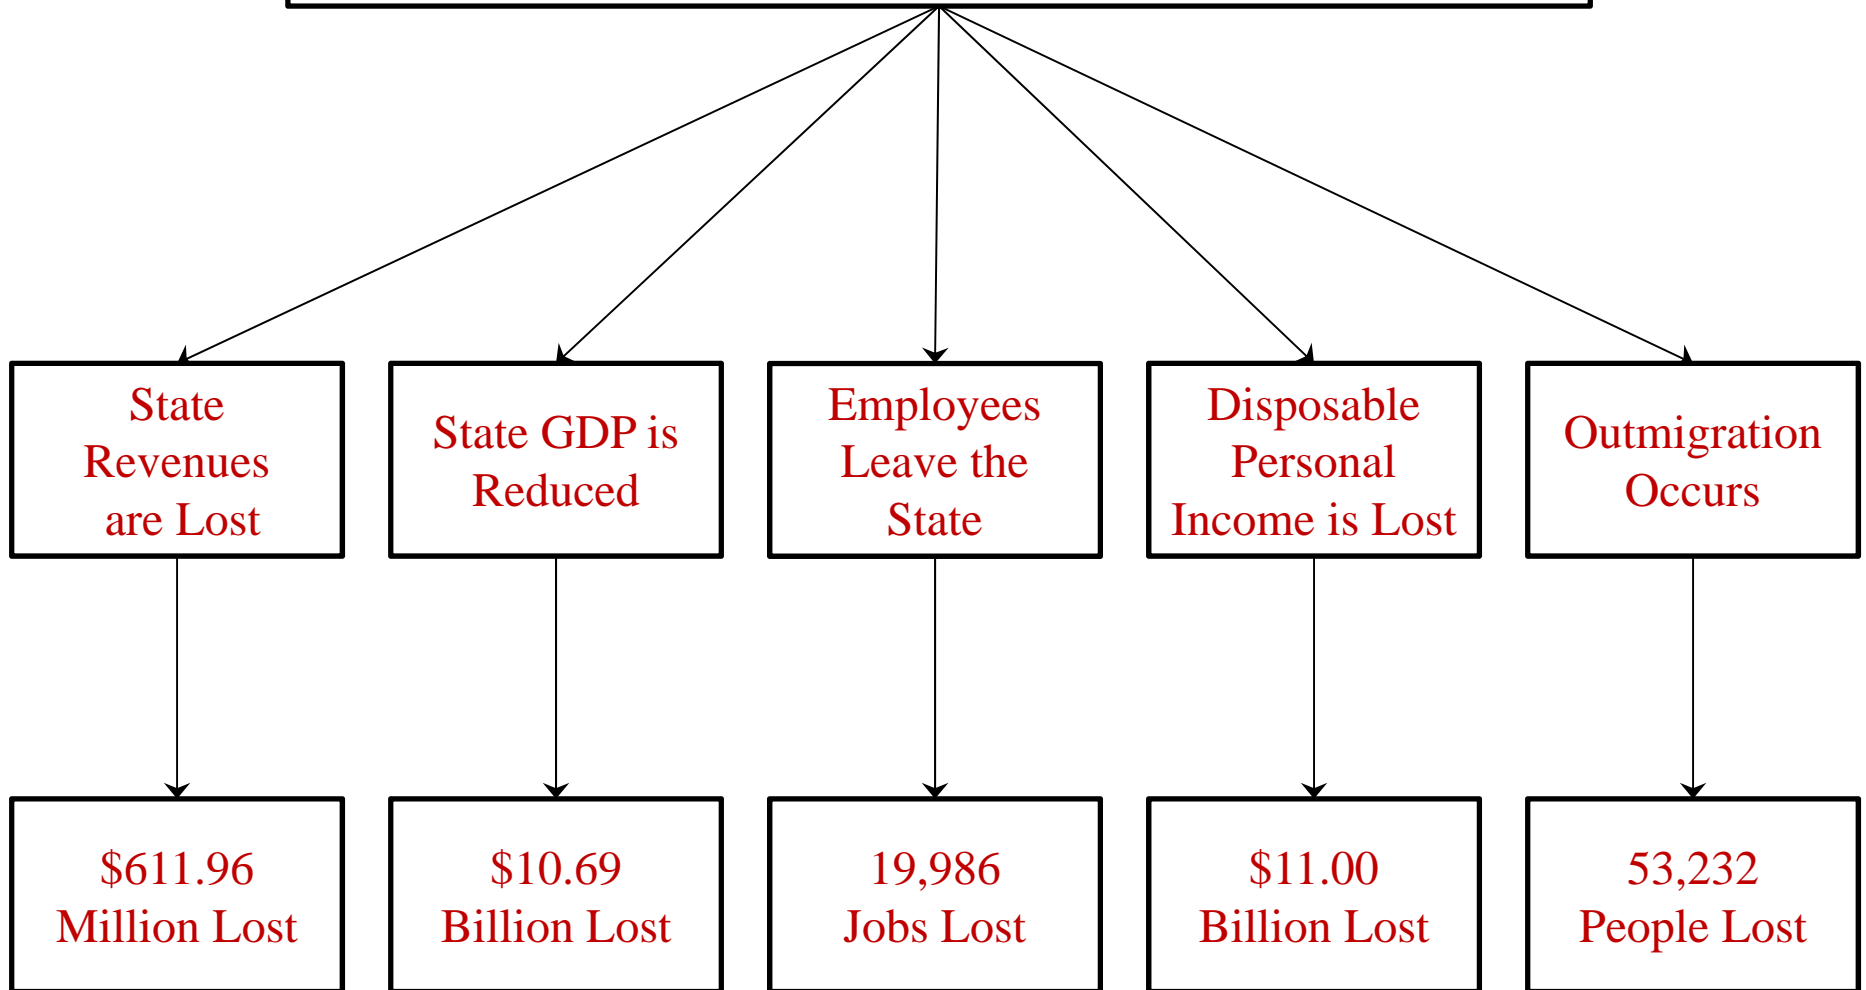 State
Revenues
are Lost
State GDP is
Reduced
Employees
Leave the
State
Disposable
Personal
Income is Lost
Outmigration
Occurs
$611.96
Million Lost
$10.69
Billion Lost
19,986
Jobs Lost
$11.00
Billion Lost
53,232
People Lost